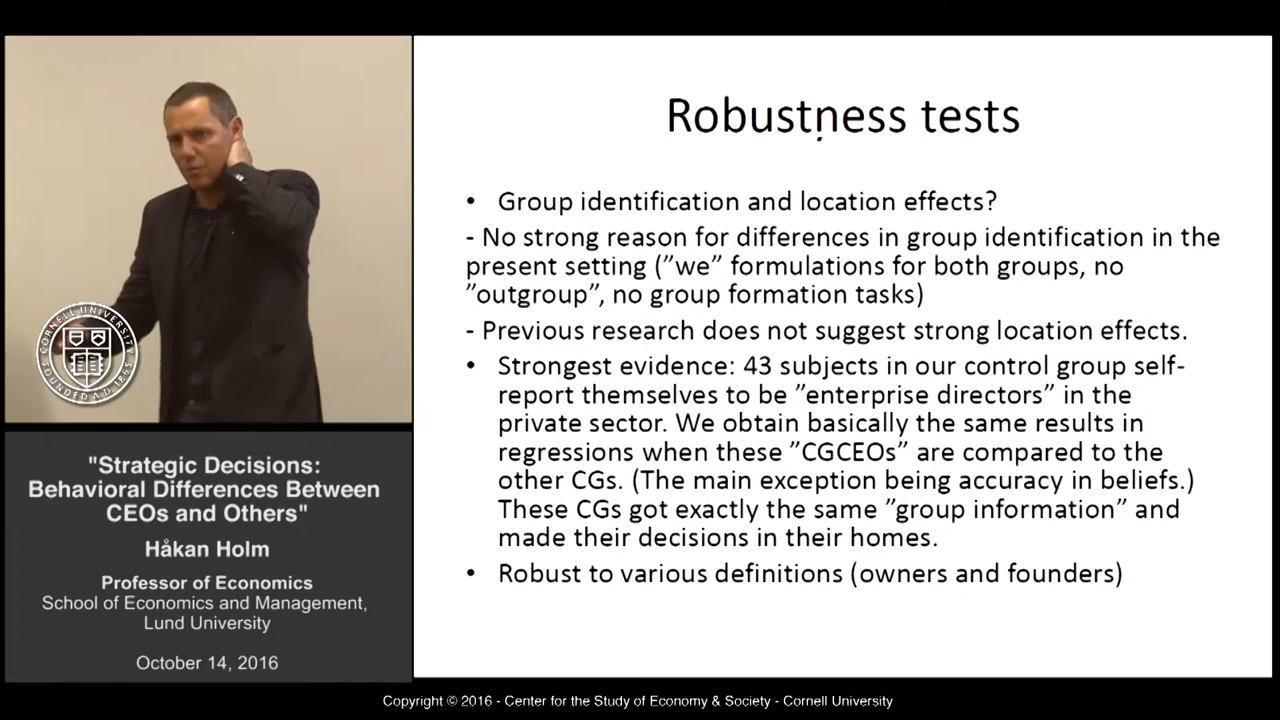 Robustness tests
• Group identification and location effects?
- No strong reason for differences in group identification in the
present setting (”we” formulations for both groups, no
”outgroup”, no group formation tasks)
- Previous research does not suggest strong location effects.
• Strongest evidence: 43 subjects in our control group self-
report themselves to be ”enterprise directors” in the
private sector. We obtain basically the same results in
regressions when these ”CGCEOs” are compared to the
other CGs. (The main exception being accuracy in beliefs.)
These CGs got exactly the same ”group information” and
made their decisions in their homes.
• Robust to various definitions (owners and founders)
CORNELL UNIVERSITY
FOUNDED A.D. 1865
"Strategic Decisions:
Behavioral Differences Between
CEOs and Others"
Håkan Holm
Professor of Economics
School of Economics and Management,
Lund University
October 14, 2016
Copyright © 2016 - Center for the Study of Economy & Society - Cornell University